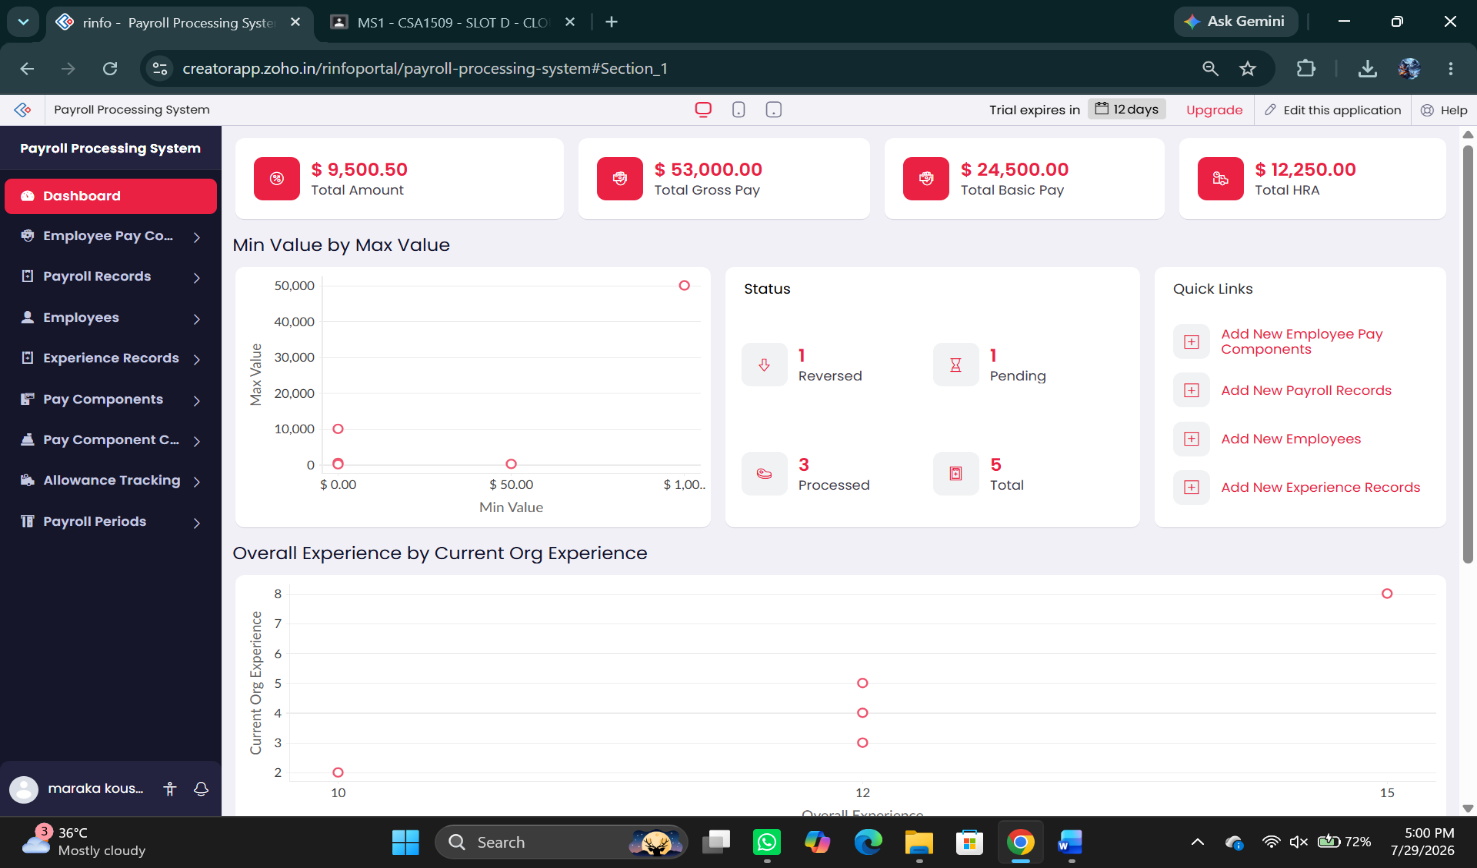 rinfo - Payroll Processing Syste
MS1 - CSA1509 - SLOT D - CLO
Ask Gemini
creatorapp.zoho.in/rinfoportal/payroll-processing-system#Section_1
Payroll Processing System
Trial expires in
12 days
Upgrade
Edit this application
Help
Payroll Processing System
Dashboard
Employee Pay Co...
Payroll Records
Employees
Experience Records
Pay Components
Pay Component C...
Allowance Tracking
Payroll Periods
maraka kous...
$ 9,500.50
Total Amount
$ 53,000.00
Total Gross Pay
$ 24,500.00
Total Basic Pay
$ 12,250.00
Total HRA
Min Value by Max Value
Max Value
50,000
40,000
30,000
20,000
10,000
0
$ 0.00
$ 50.00
$ 1,00..
Min Value
Status
1
Reversed
1
Pending
3
Processed
5
Total
Quick Links
Add New Employee Pay
Components
Add New Payroll Records
Add New Employees
Add New Experience Records
Overall Experience by Current Org Experience
Current Org Experience
8
7
6
5
4
3
2
10
12
15
Overall Experience
3
36°C
Mostly cloudy
Search
72%
5:00 PM
7/29/2026